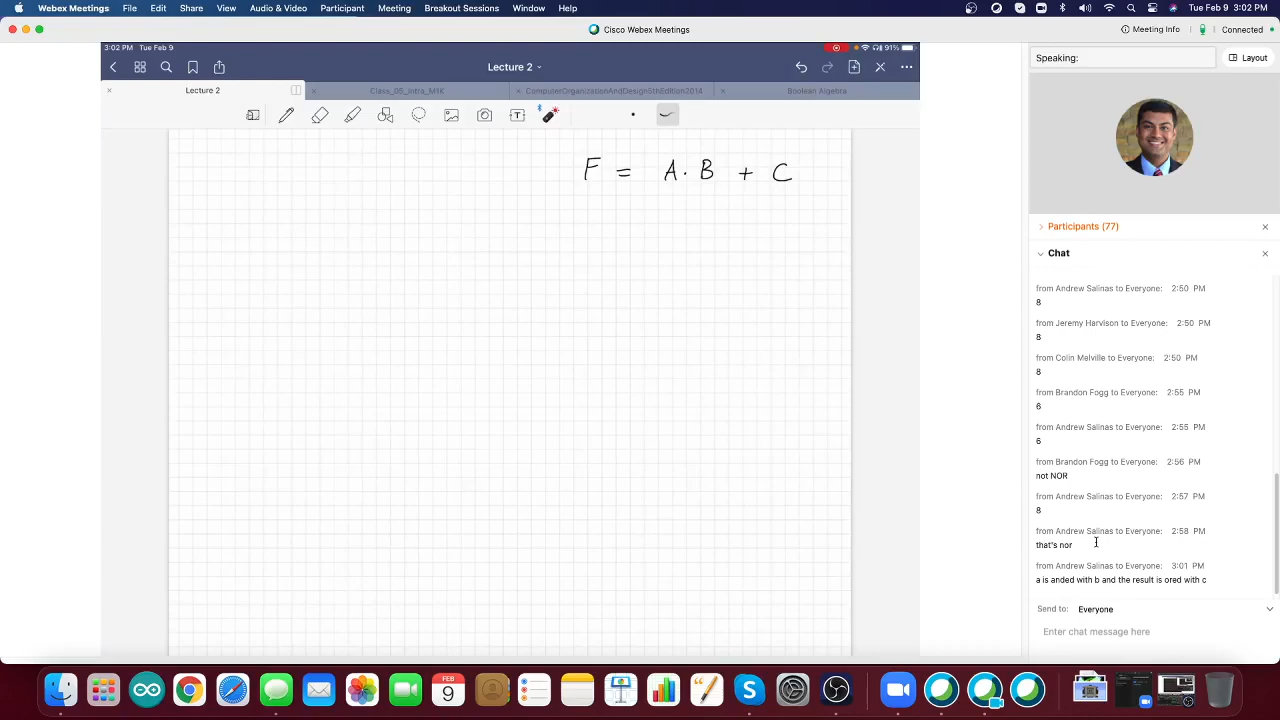 Webex Meetings File Edit Share View Audio & Video Participant Meeting Breakout Sessions Window Help Tue Feb 9 3:02 PM
Cisco Webex Meetings
Meeting Info Connected
3:02 PM Tue Feb 9
91%
Lecture 2
Lecture 2
Class_05_intra_M1K
ComputerOrganizationAndDesign5thEdition2014
Boolean Algebra
F = A · B + C
Speaking:
Layout
Participants (77)
Chat
from Andrew Salinas to Everyone: 2:50 PM
8
from Jeremy Harvison to Everyone: 2:50 PM
8
from Colin Melville to Everyone: 2:50 PM
8
from Brandon Fogg to Everyone: 2:55 PM
6
from Andrew Salinas to Everyone: 2:55 PM
6
from Brandon Fogg to Everyone: 2:56 PM
not NOR
from Andrew Salinas to Everyone: 2:57 PM
8
from Andrew Salinas to Everyone: 2:58 PM
that's nor
from Andrew Salinas to Everyone: 3:01 PM
a is anded with b and the result is ored with c
Send to: Everyone
Enter chat message here
FEB
9